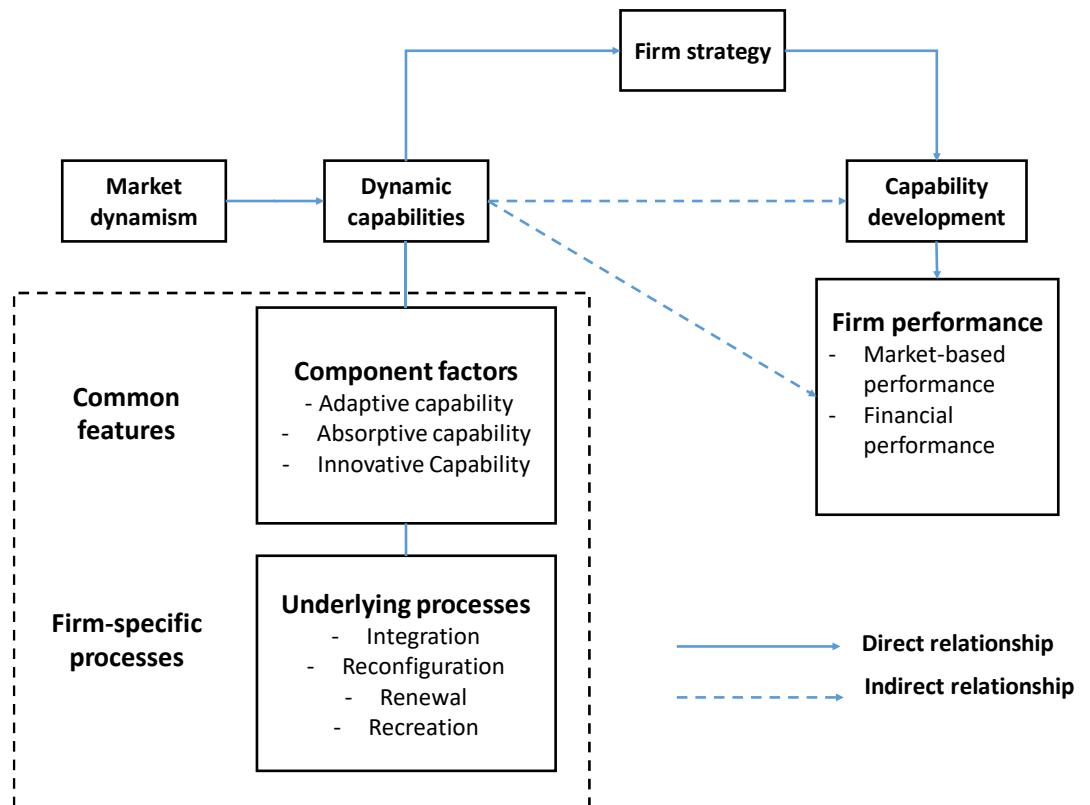 Firm strategy
Market
dynamism
Dynamic
capabilities
Capability
development
Common
features
Component factors
- Adaptive capability
- Absorptive capability
- Innovative Capability
Firm performance
- Market-based
performance
- Financial
performance
Firm-specific
processes
Underlying processes
- Integration
- Reconfiguration
- Renewal
- Recreation
Direct relationship
Indirect relationship